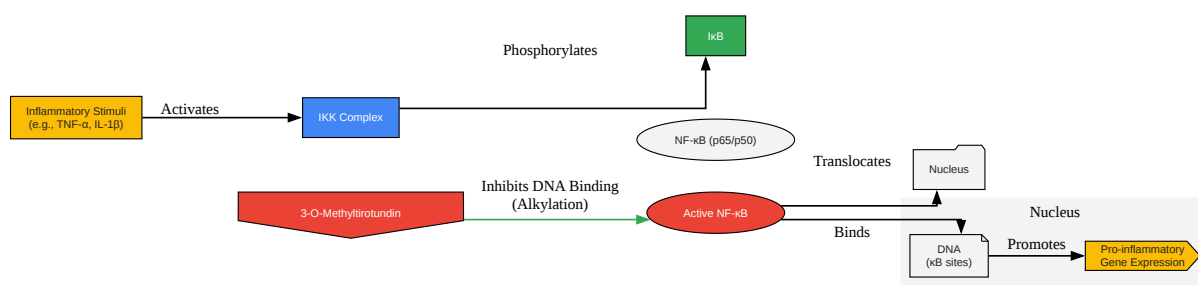 Phosphorylates
IκB
Inflammatory Stimuli
(e.g., TNF-α, IL-1β)
Activates
IKK Complex
NF-κB (p65/p50)
Translocates
Nucleus
3-O-Methyltirotundin
Inhibits DNA Binding
(Alkylation)
Active NF-κB
Binds
Nucleus
DNA
(κB sites)
Promotes
Pro-inflammatory
Gene Expression